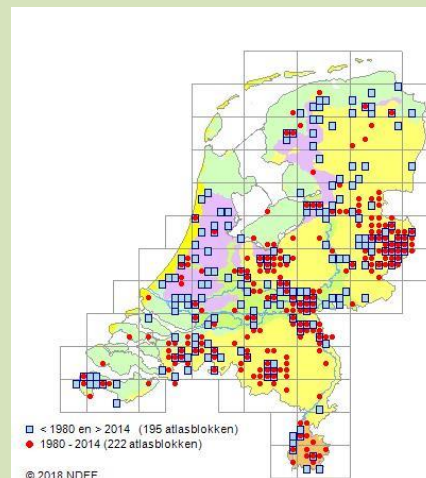 < 1980 en > 2014 (195 atlasblokken)
1980 - 2014 (222 atlasblokken)
© 2018 NDFF